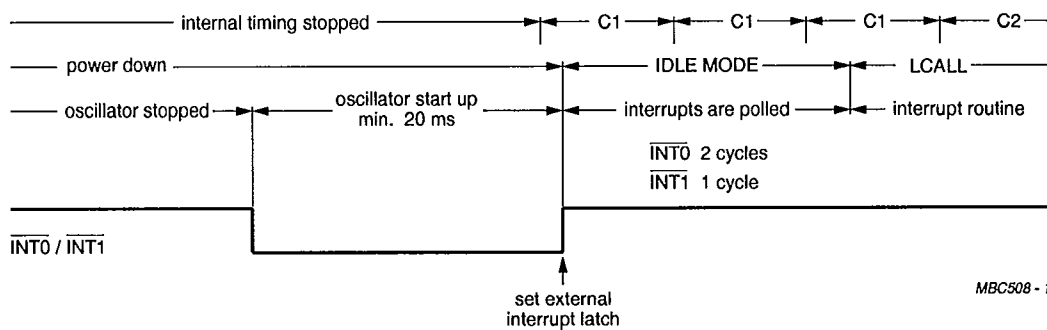 internal timing stopped C1 C1 C1 C2
power down IDLE MODE LCALL
oscillator stopped oscillator start up interrupts are polled interrupt routine
min. 20 ms
INT0 2 cycles
INT1 1 cycle
INT0 / INT1
set external
interrupt latch
MBC508 - 1